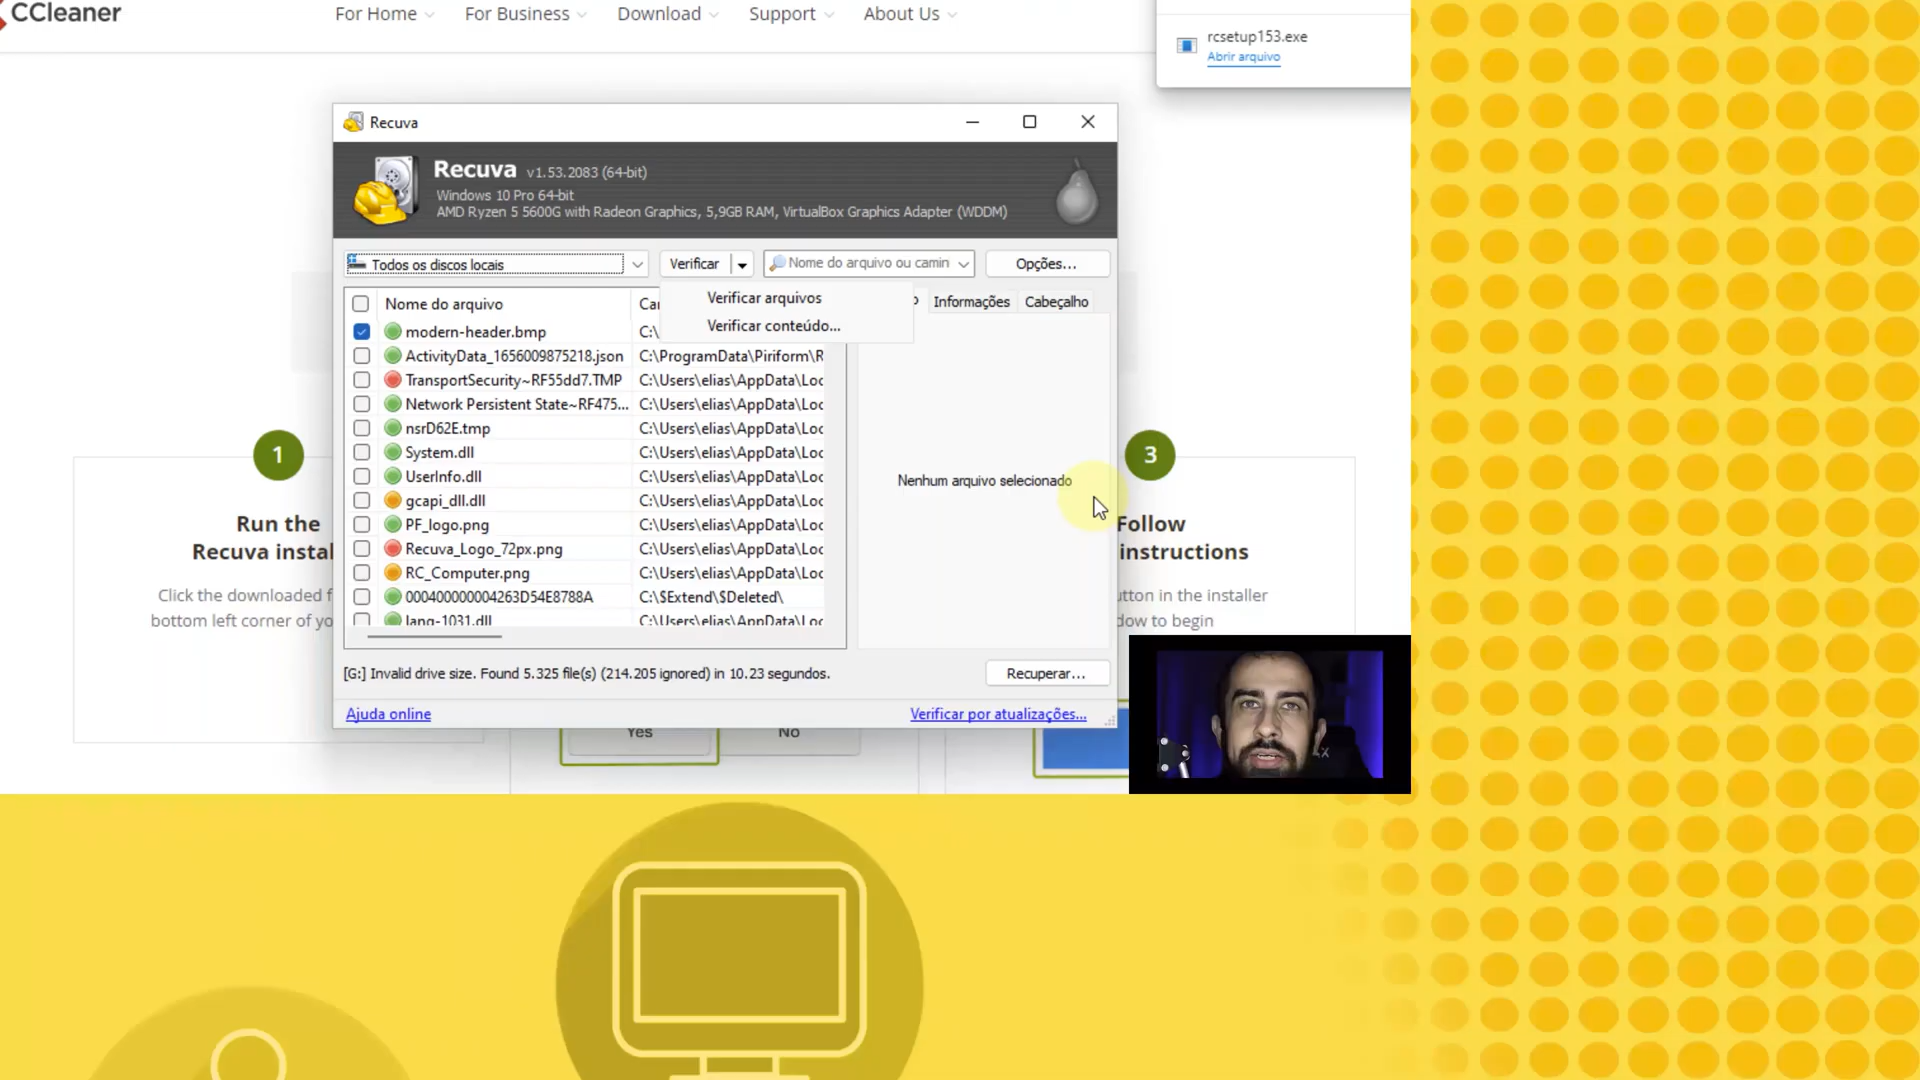 CCleaner
For Home
For Business
Download
Support
About Us
rcsetup153.exe
Abrir arquivo
Recuva
Recuva v1.53.2083 (64-bit)
Windows 10 Pro 64-bit
AMD Ryzen 5 5600G with Radeon Graphics, 5,9GB RAM, VirtualBox Graphics Adapter (WDDM)
Todos os discos locais
Verificar
Nome do arquivo ou camin
Opções...
Verificar arquivos
Verificar conteúdo...
Nome do arquivo
Ca
Informações
Cabeçalho
modern-header.bmp C:\
ActivityData_1656009875218.json C:\ProgramData\Piriform\R
TransportSecurity~RF55dd7.TMP C:\Users\elias\AppData\Loc
Network Persistent State~RF475... C:\Users\elias\AppData\Loc
nsrD62E.tmp C:\Users\elias\AppData\Loc
System.dll C:\Users\elias\AppData\Loc
UserInfo.dll C:\Users\elias\AppData\Loc
gcapi_dll.dll C:\Users\elias\AppData\Loc
PF_logo.png C:\Users\elias\AppData\Loc
Recuva_Logo_72px.png C:\Users\elias\AppData\Loc
RC_Computer.png C:\Users\elias\AppData\Loc
000400000004263D54E8788A C:\$Extend\$Deleted\
lang-1031.dll C:\Users\elias\AppData\Loc
Nenhum arquivo selecionado
[G:] Invalid drive size. Found 5.325 file(s) (214.205 ignored) in 10.23 segundos.
Recuperar...
Ajuda online
Verificar por atualizações...
1
Run the
Recuva instal
Click the downloaded f
bottom left corner of yo
3
Follow
instructions
utton in the installer
dow to begin
Yes
No